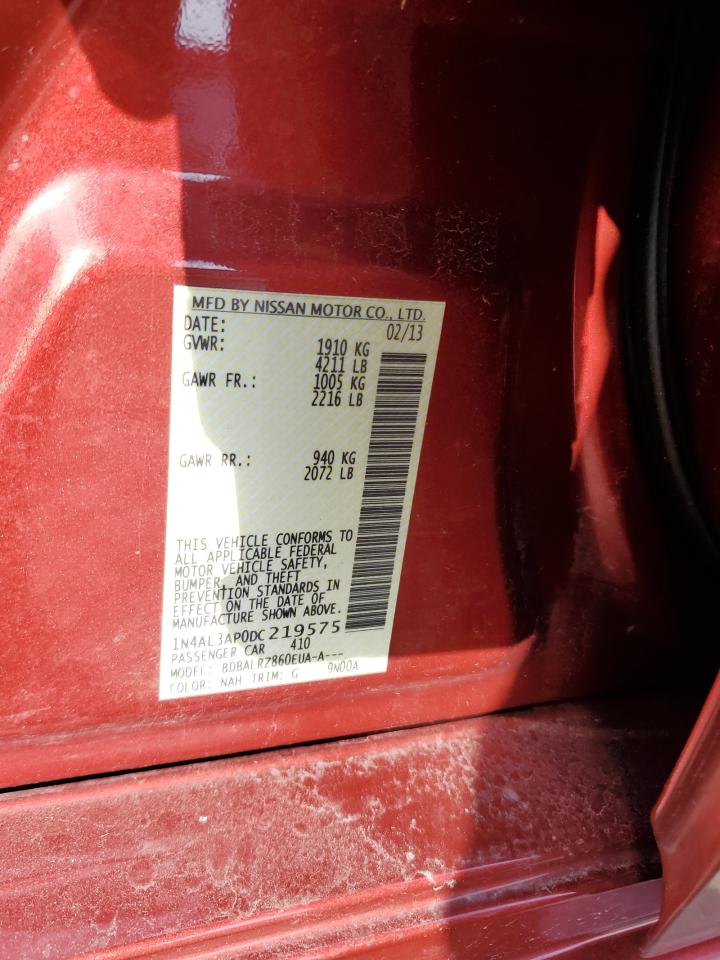 MFD BY NISSAN MOTOR CO., LTD.
DATE: 02/13
GVWR: 1910 KG
4211 LB
GAWR FR.: 1005 KG
2216 LB
GAWR RR.: 940 KG
2072 LB
THIS VEHICLE CONFORMS TO
ALL APPLICABLE FEDERAL
MOTOR VEHICLE SAFETY,
BUMPER, AND THEFT
PREVENTION STANDARDS IN
EFFECT ON THE DATE OF
MANUFACTURE SHOWN ABOVE.
1N4AL3AP0DC219575
PASSENGER CAR 410
MODEL: BDBALRZ860EUA-A---
COLOR: NAH TRIM: G 9N00A